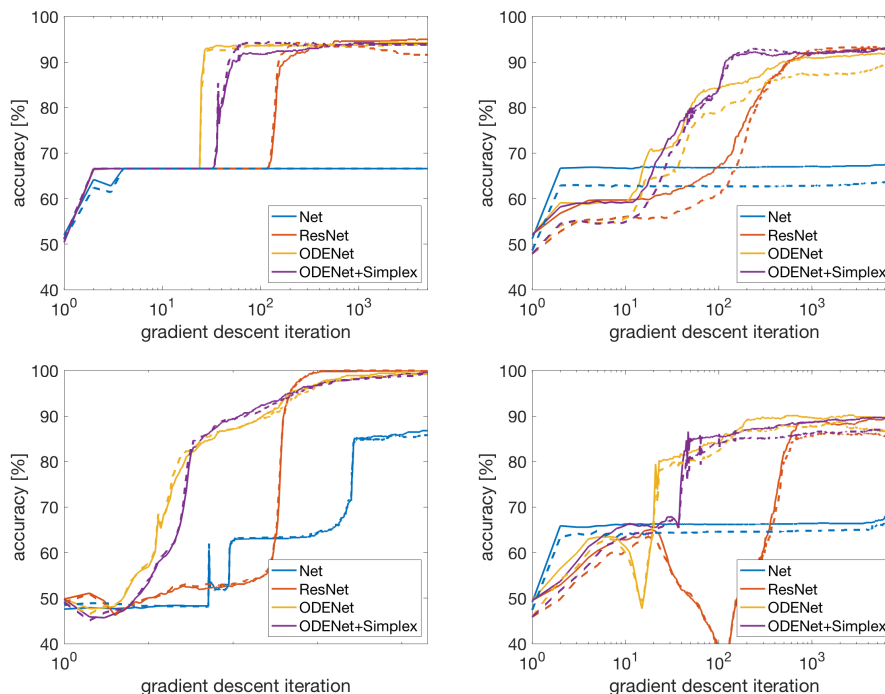 100
90
80
70
60
50
40
accuracy [%]
Net
ResNet
ODENet
ODENet+Simplex
10^0
10^1
10^2
10^3
gradient descent iteration
100
90
80
70
60
50
40
accuracy [%]
Net
ResNet
ODENet
ODENet+Simplex
10^0
10^1
10^2
10^3
gradient descent iteration
100
90
80
70
60
50
40
accuracy [%]
Net
ResNet
ODENet
ODENet+Simplex
10^0
gradient descent iteration
100
90
80
70
60
50
40
accuracy [%]
Net
ResNet
ODENet
ODENet+Simplex
10^0
10^1
10^2
10^3
gradient descent iteration